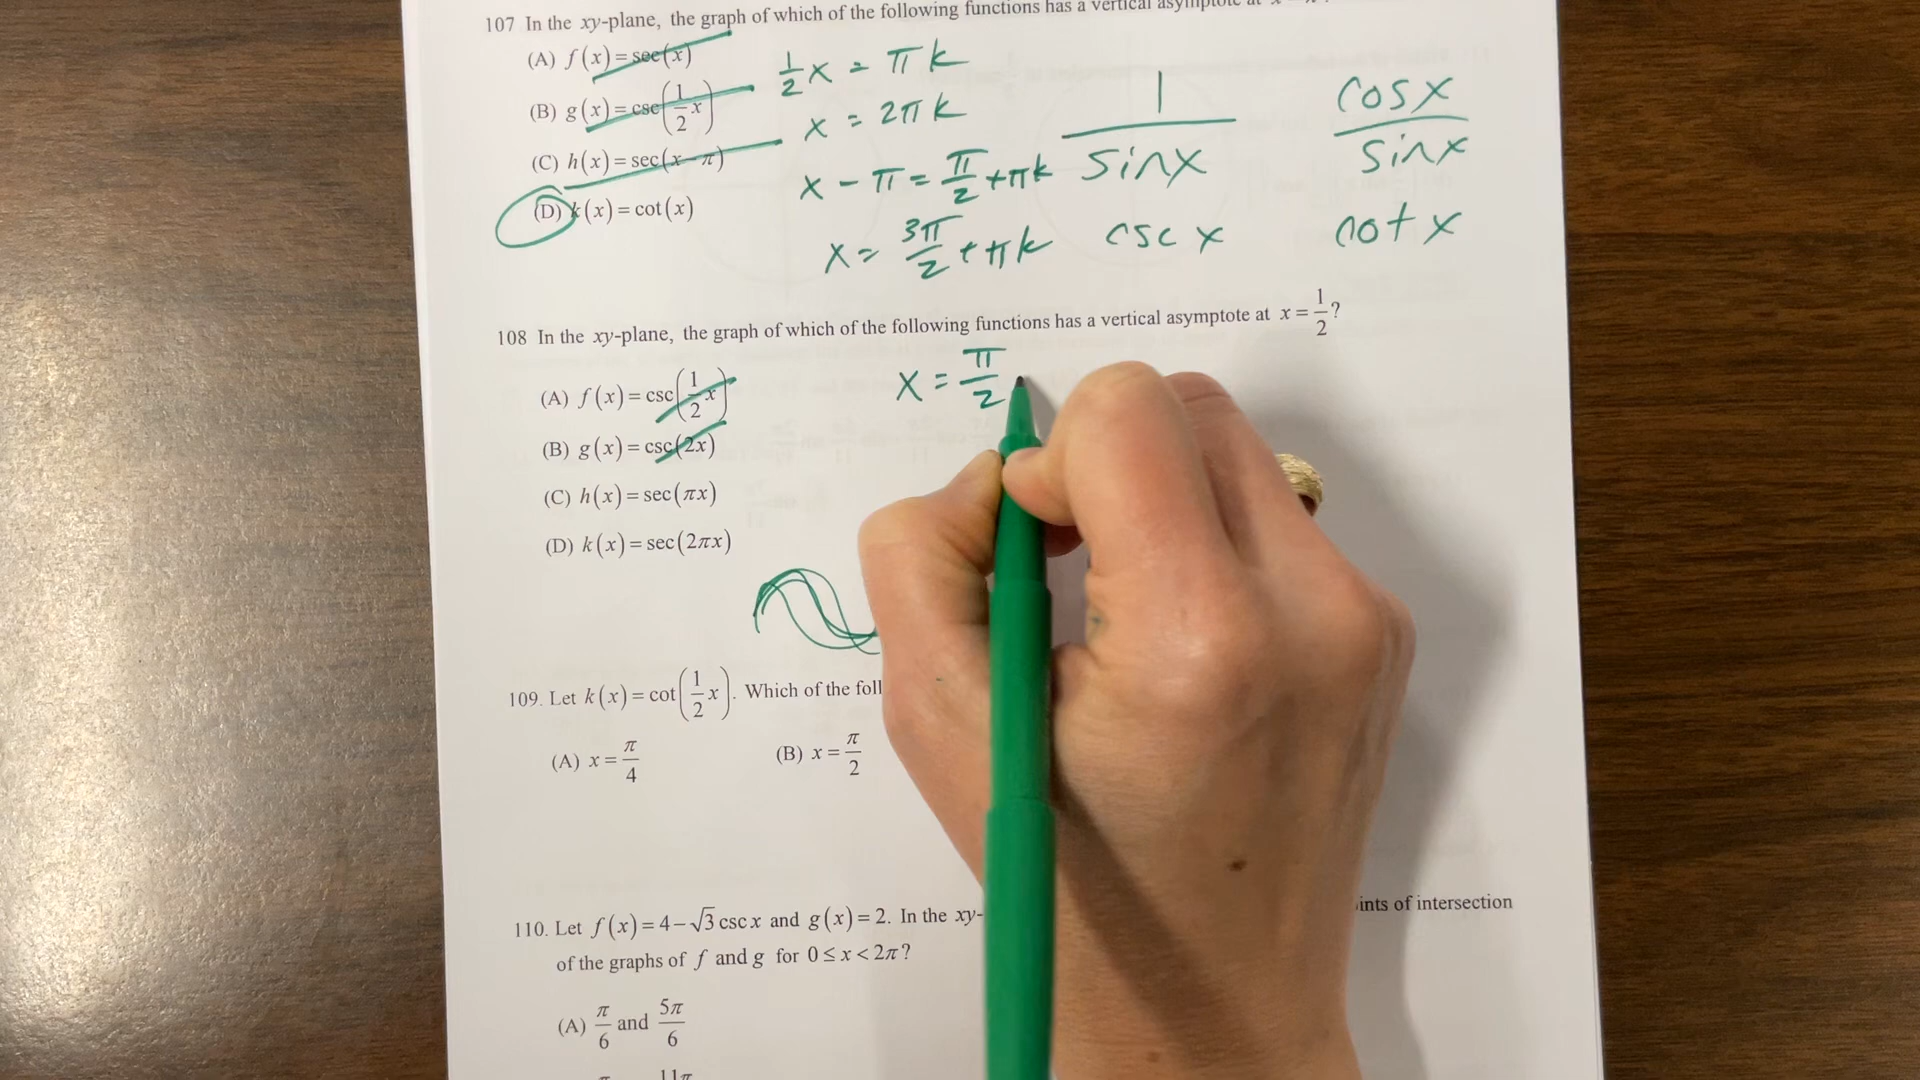 107 In the xy-plane, the graph of which of the following functions has a vertical asymptote at
(A) f(x) = sec(x)
(B) g(x) = csc(1/2 x)
(C) h(x) = sec(x − π)
(D) k(x) = cot(x)
1/2 x = πk
x = 2πk
x − π = π/2 + πk
x = 3π/2 + πk
1/sinx
csc x
cosx/sinx
cot x
108 In the xy-plane, the graph of which of the following functions has a vertical asymptote at x = 1/2?
(A) f(x) = csc(1/2 x)
(B) g(x) = csc(2x)
(C) h(x) = sec(πx)
(D) k(x) = sec(2πx)
x = π/2
109. Let k(x) = cot(1/2 x). Which of the
(A) x = π/4
(B) x = π/2
110. Let f(x) = 4 − √3 csc x and g(x) = 2. In the xy- of intersection
of the graphs of f and g for 0 ≤ x < 2π?
(A) π/6 and 5π/6
11π